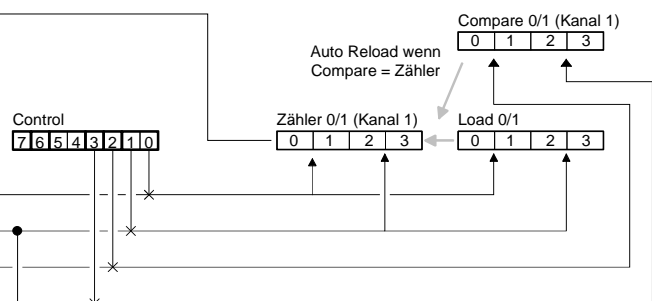 Compare 0/1 (Kanal 1)
0 1 2 3
Auto Reload wenn
Compare = Zähler
Control
7 6 5 4 3 2 1 0
Zähler 0/1 (Kanal 1)
0 1 2 3
Load 0/1
0 1 2 3